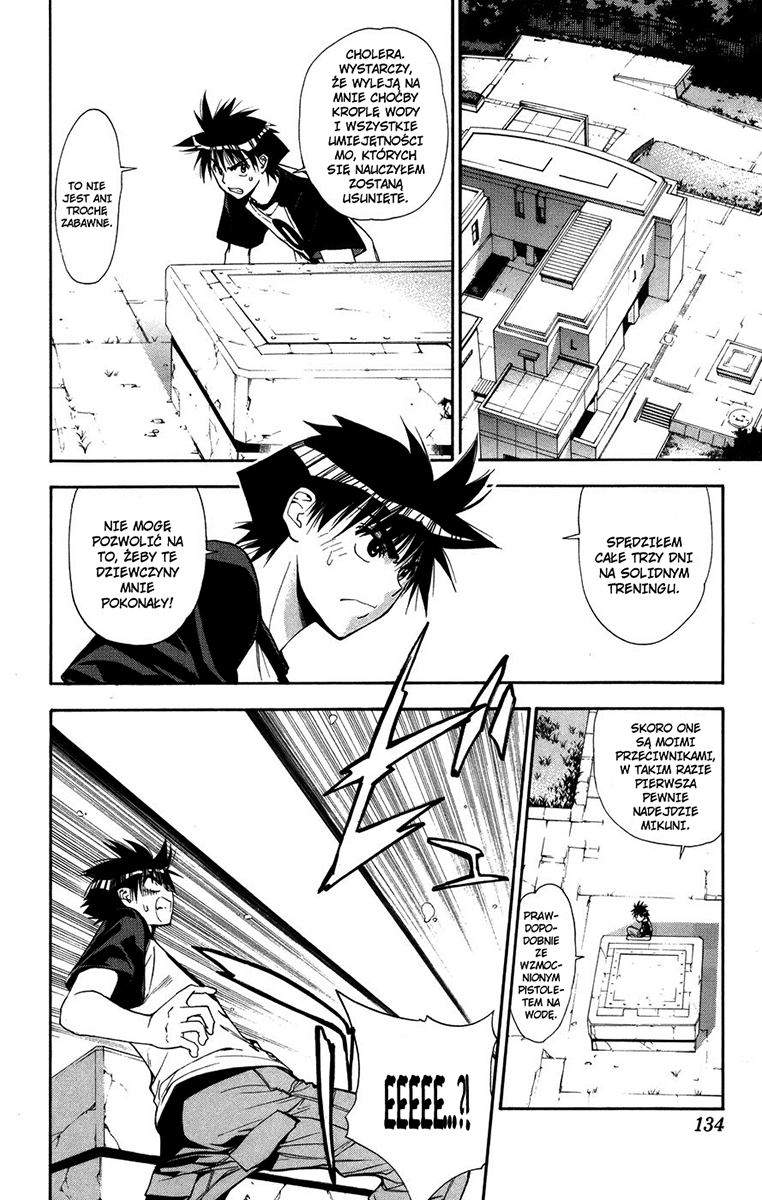 CHOLERA.
WYSTARCZY,
ŻE WYLEJĄ NA
MNIE CHOĆBY
KROPLĘ WODY
I WSZYSTKIE
UMIEJĘTNOŚCI
MO, KTÓRYCH
SIĘ NAUCZYŁEM
ZOSTANĄ
USUNIĘTE.
TO NIE
JEST ANI
TROCHĘ
ZABAWNE.
SPĘDZIŁEM
CAŁE TRZY DNI
NA SOLIDNYM
TRENINGU.
NIE MOGĘ
POZWOLIĆ NA
TO, ŻEBY TE
DZIEWCZYNY
MNIE
POKONAŁY!
SKORO ONE
SĄ MOIMI
PRZECIWNIKAMI,
W TAKIM RAZIE
PIERWSZA
PEWNIE
NADEJDZIE
MIKUNI.
PRAW-
DOPO-
DOBNIE
ZE
WZMOC-
NIONYM
PISTOLE-
TEM NA
WODĘ.
EEEEE...?!
134